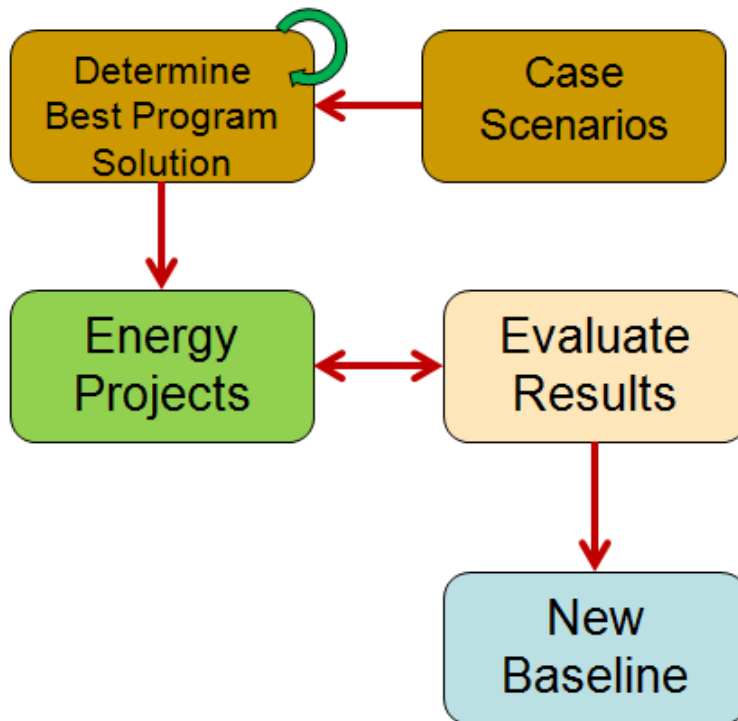 Determine
Best Program
Solution
Case
Scenarios
Energy
Projects
Evaluate
Results
New
Baseline